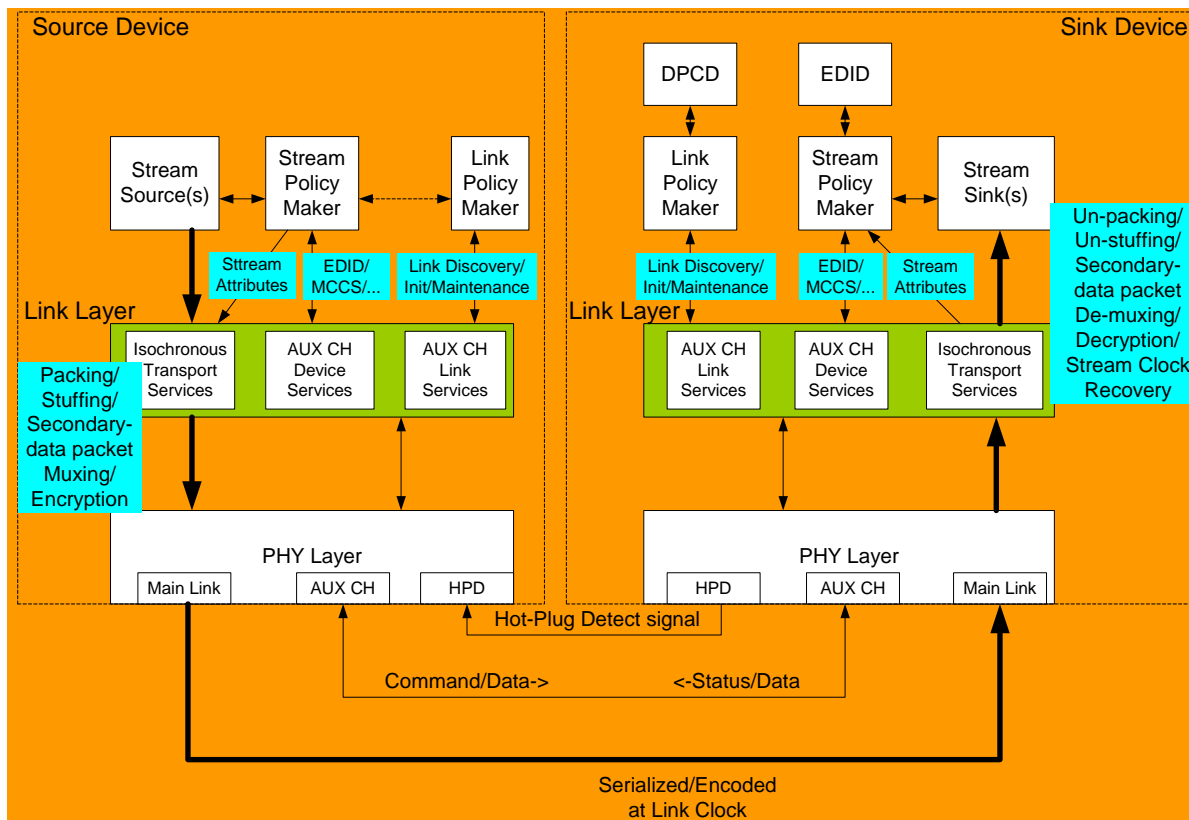 Source Device
Sink Device
DPCD
EDID
Stream
Source(s)
Stream
Policy
Maker
Link
Policy
Maker
Link
Policy
Maker
Stream
Policy
Maker
Stream
Sink(s)
Sttream
Attributes
EDID/
MCCS/...
Link Discovery/
Init/Maintenance
Link Discovery/
Init/Maintenance
EDID/
MCCS/...
Stream
Attributes
Un-packing/
Un-stuffing/
Secondary-
data packet
De-muxing/
Decryption/
Stream Clock
Recovery
Link Layer
Link Layer
Isochronous
Transport
Services
AUX CH
Device
Services
AUX CH
Link
Services
AUX CH
Link
Services
AUX CH
Device
Services
Isochronous
Transport
Services
Packing/
Stuffing/
Secondary-
data packet
Muxing/
Encryption
PHY Layer
Main Link
AUX CH
HPD
PHY Layer
HPD
AUX CH
Main Link
Hot-Plug Detect signal
Command/Data->
<-Status/Data
Serialized/Encoded
at Link Clock